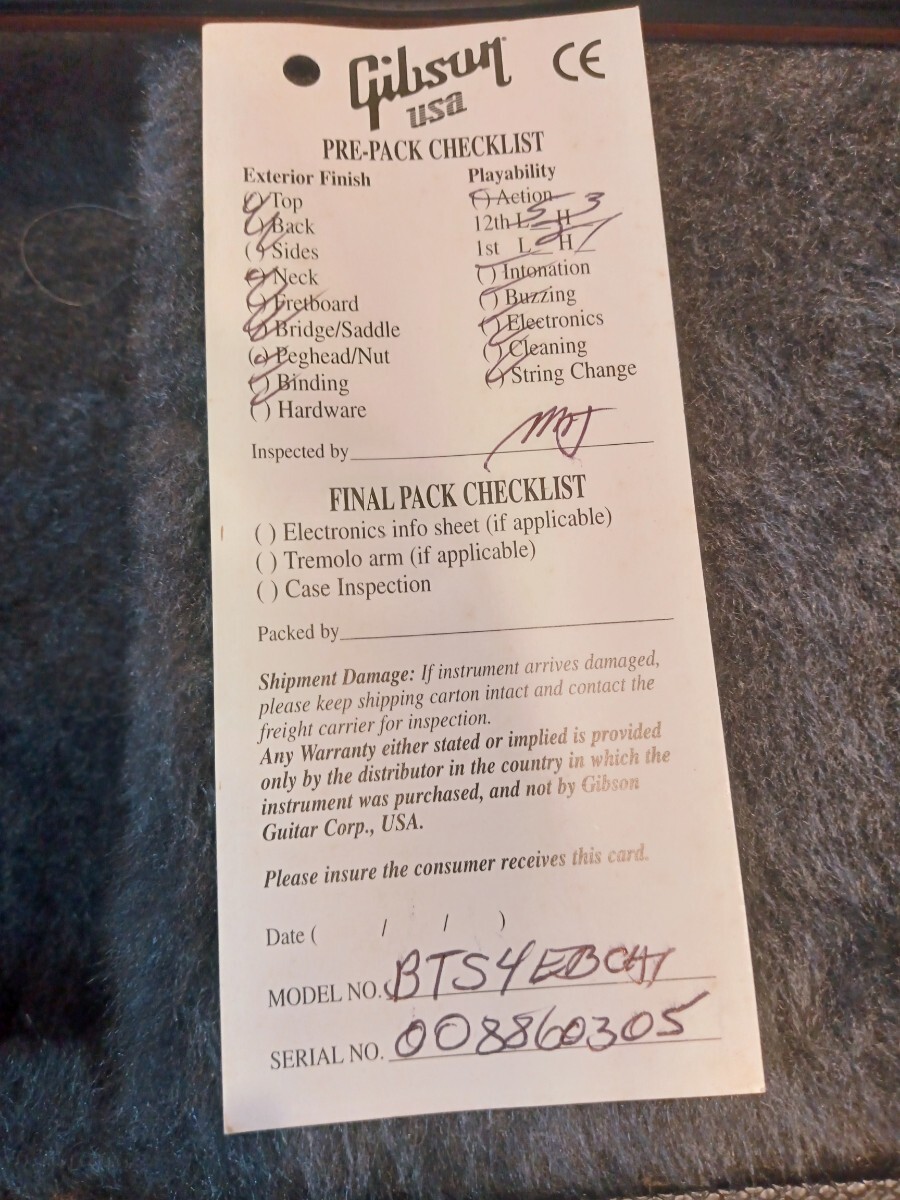 Gibson
usa
CE
PRE-PACK CHECKLIST
Exterior Finish
( ) Top
( ) Back
( ) Sides
( ) Neck
( ) Fretboard
( ) Bridge/Saddle
( ) Peghead/Nut
( ) Binding
( ) Hardware
Playability
( ) Action
12th L 5 H 3
1st L 2 H 1
( ) Intonation
( ) Buzzing
( ) Electronics
( ) Cleaning
( ) String Change
Inspected by
FINAL PACK CHECKLIST
( ) Electronics info sheet (if applicable)
( ) Tremolo arm (if applicable)
( ) Case Inspection
Packed by
Shipment Damage: If instrument arrives damaged,
please keep shipping carton intact and contact the
freight carrier for inspection.
Any Warranty either stated or implied is provided
only by the distributor in the country in which the
instrument was purchased, and not by Gibson
Guitar Corp., USA.
Please insure the consumer receives this card.
Date ( / / )
MODEL NO. BTS4EBCH1
SERIAL NO. 008860305